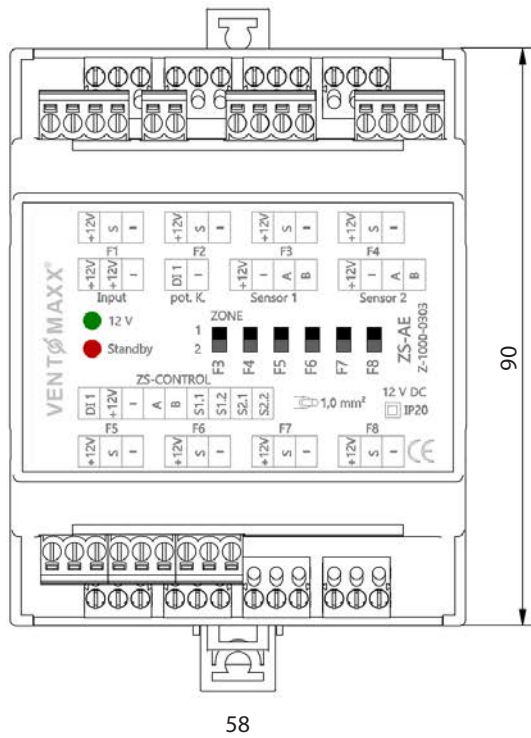 +12V S I +12V S I +12V S I +12V S I
F1 F2 F3 F4
+12V +12V I DI 1 I +12V I A B +12V I A B
Input pot. K. Sensor 1 Sensor 2
VENTØMAXX®
12 V
Standby
ZONE
1
2
F3 F4 F5 F6 F7 F8
ZS-AE
Z-1000-0303
ZS-CONTROL
DI 1 +12V I A B S1.1 S1.2 S2.1 S2.2
1,0 mm²
12 V DC
IP20
F5 F6 F7 F8
+12V S I +12V S I +12V S I +12V S I
CE
90
58